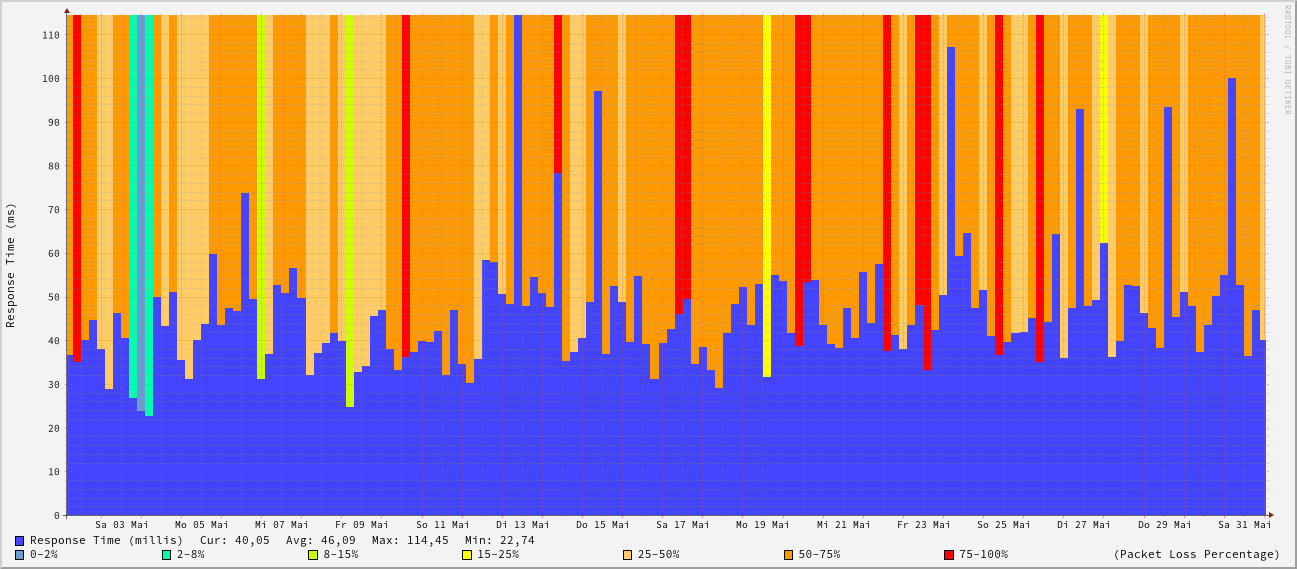 RRDTOOL / TOBI OETIKER
Response Time (ms)
110
100
90
80
70
60
50
40
30
20
10
0
Sa 03 Mai Mo 05 Mai Mi 07 Mai Fr 09 Mai So 11 Mai Di 13 Mai Do 15 Mai Sa 17 Mai Mo 19 Mai Mi 21 Mai Fr 23 Mai So 25 Mai Di 27 Mai Do 29 Mai Sa 31 Mai
Response Time (millis) Cur: 40,05 Avg: 46,09 Max: 114,45 Min: 22,74
0-2% 2-8% 8-15% 15-25% 25-50% 50-75% 75-100% (Packet Loss Percentage)